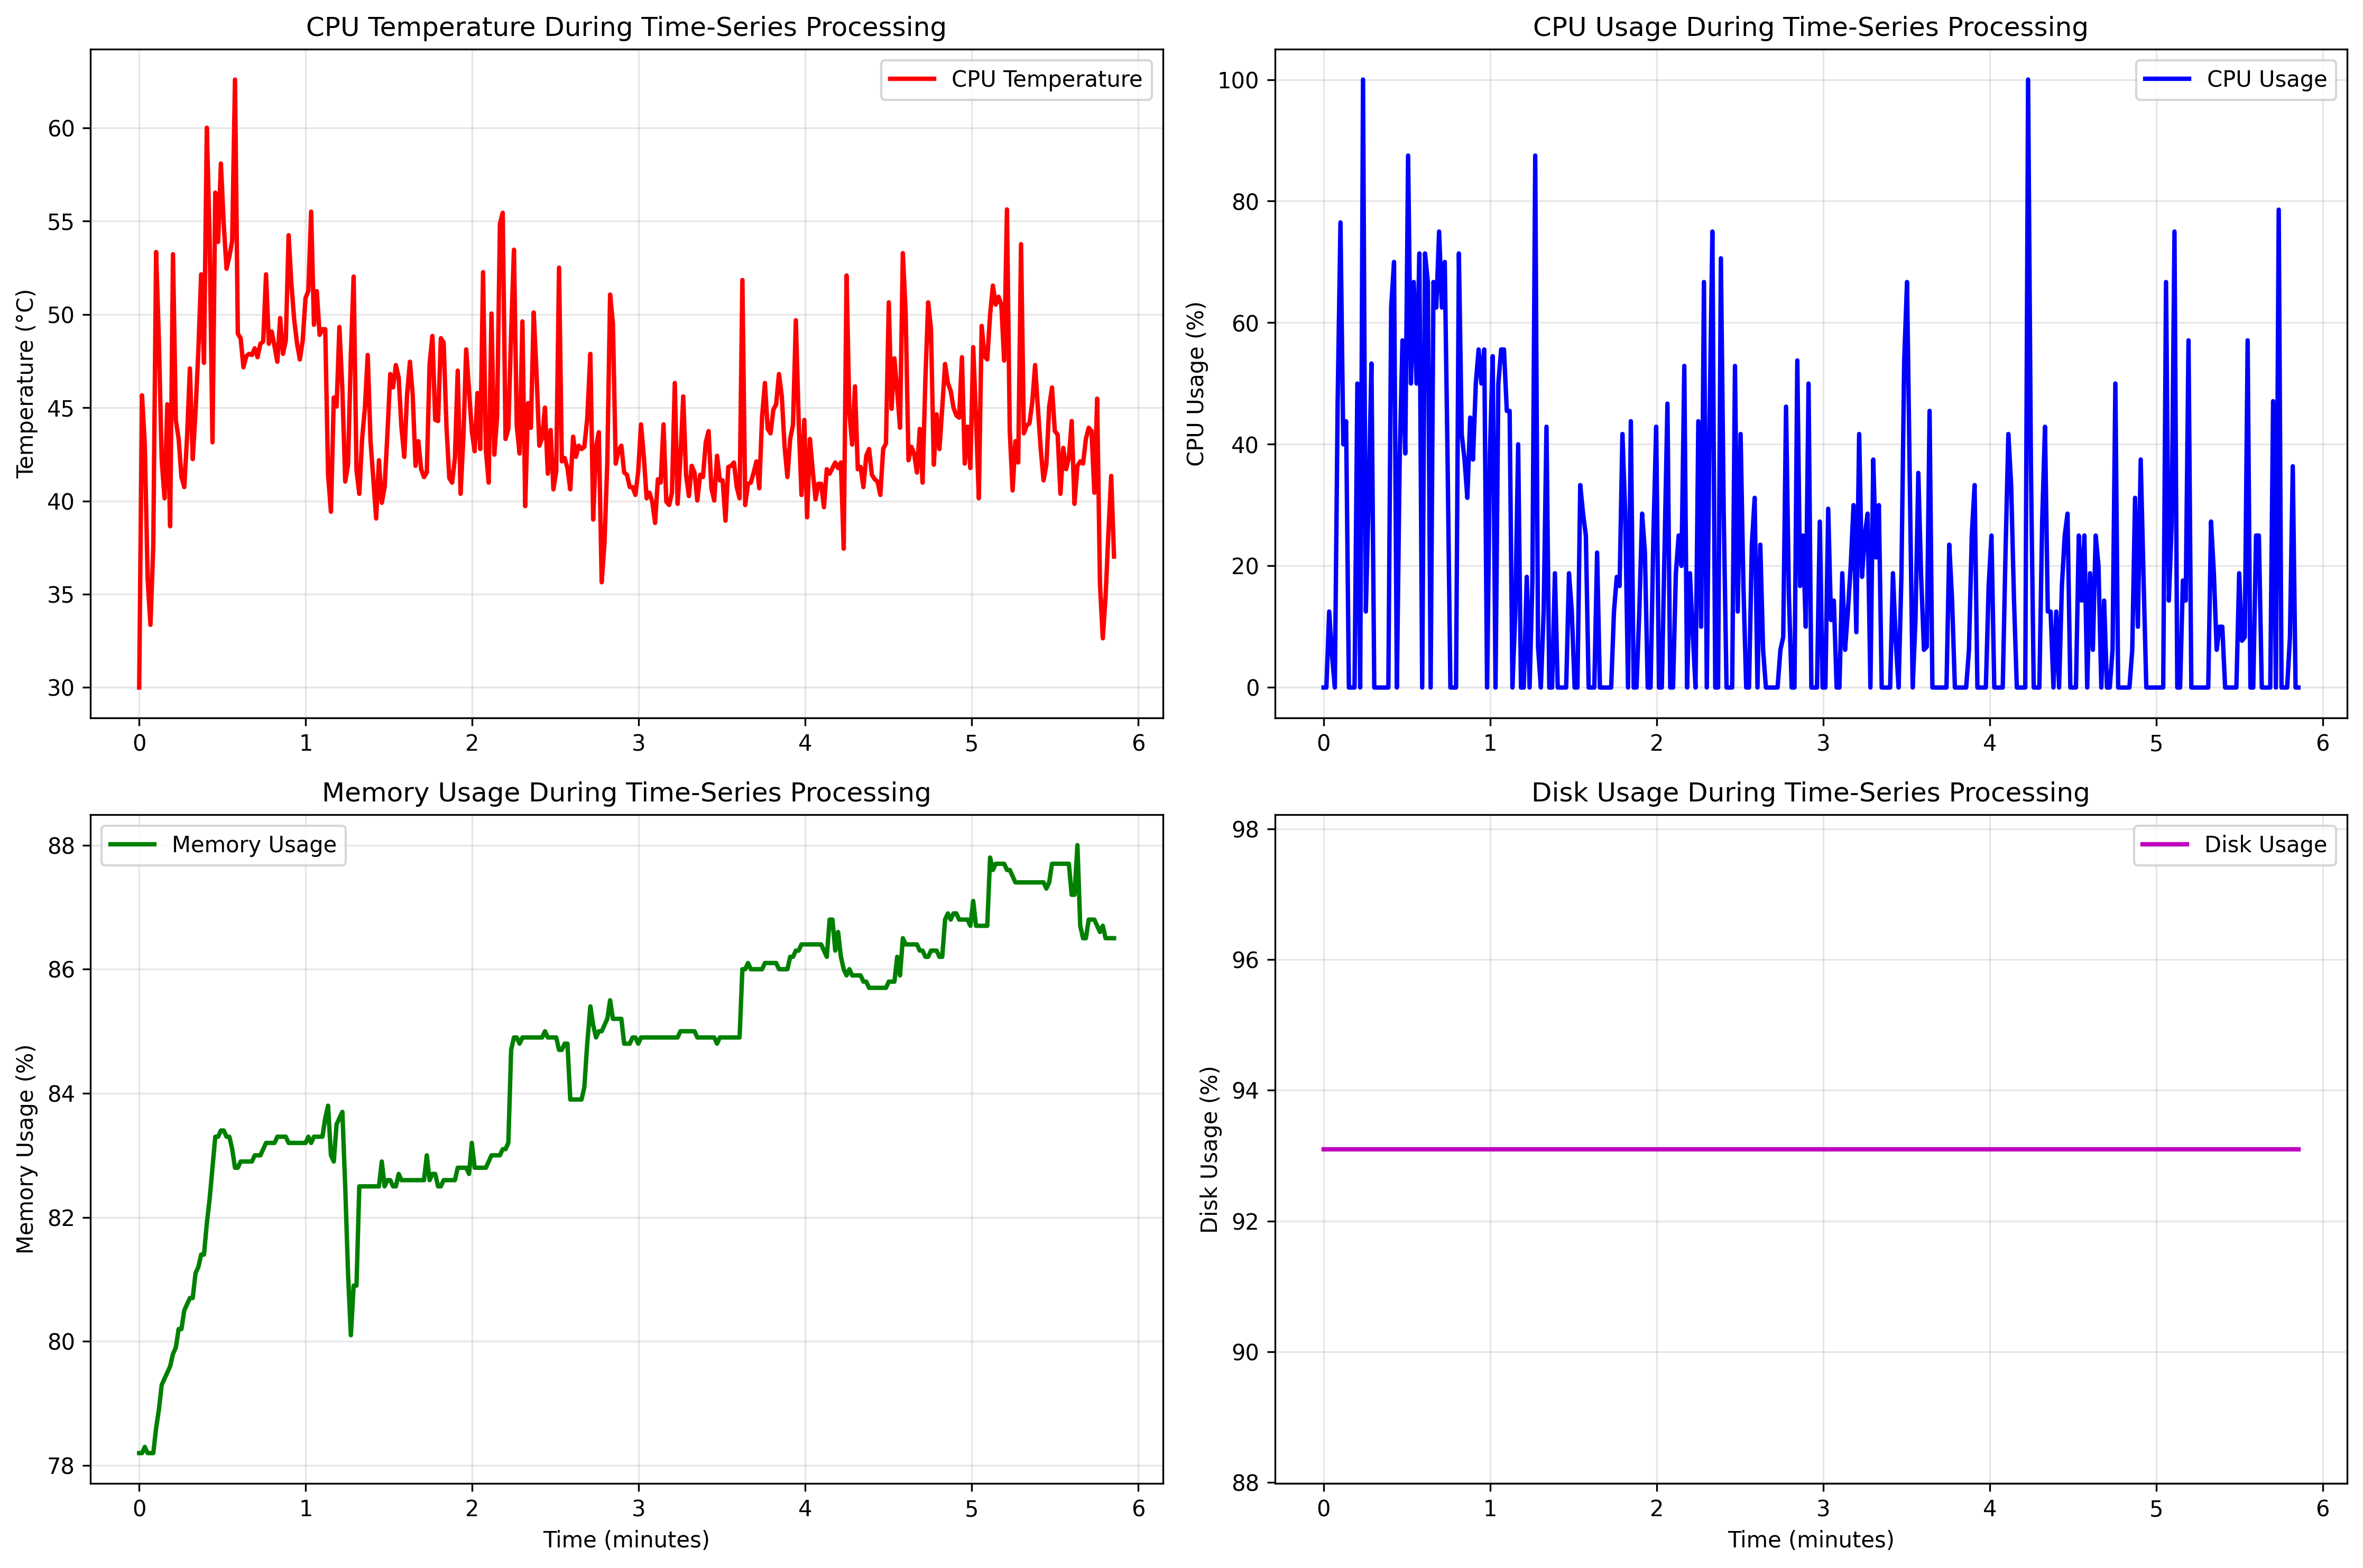 CPU Temperature During Time-Series Processing
CPU Temperature
Temperature (°C)
60
55
50
45
40
35
30
0 1 2 3 4 5 6
CPU Usage During Time-Series Processing
CPU Usage
CPU Usage (%)
100
80
60
40
20
0
0 1 2 3 4 5 6
Memory Usage During Time-Series Processing
Memory Usage
Memory Usage (%)
88
86
84
82
80
78
0 1 2 3 4 5 6
Time (minutes)
Disk Usage During Time-Series Processing
Disk Usage
Disk Usage (%)
98
96
94
92
90
88
0 1 2 3 4 5 6
Time (minutes)